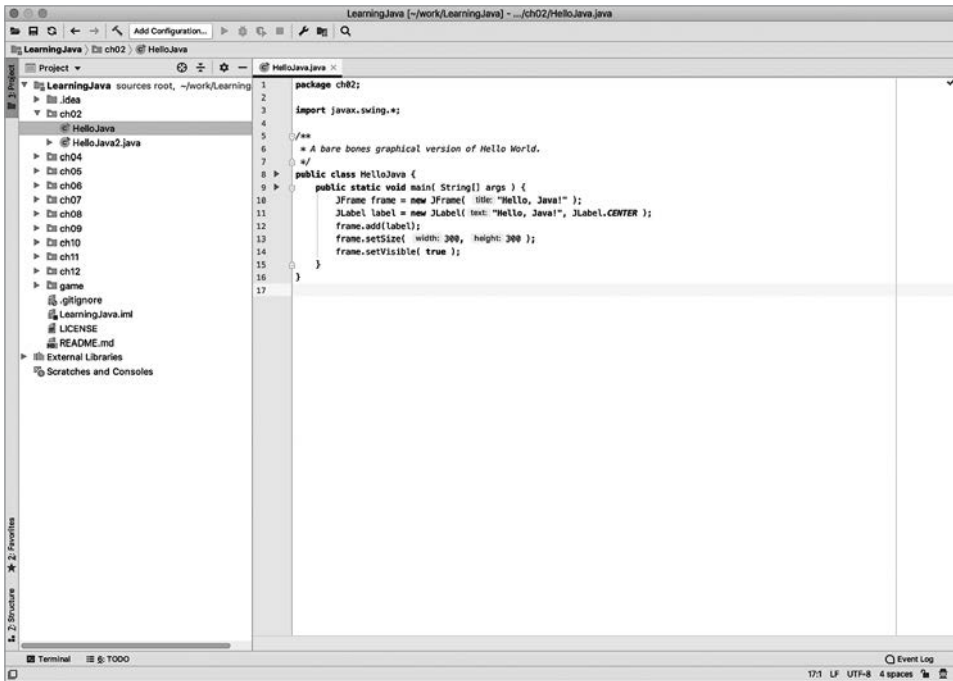 LearningJava [~/work/LearningJava] - .../ch02/HelloJava.java
Add Configuration...
LearningJava ch02 HelloJava
1: Project
Project
HelloJava.java
LearningJava sources root, ~/work/Learning
.idea
ch02
HelloJava
HelloJava2.java
ch04
ch05
ch06
ch07
ch08
ch09
ch10
ch11
ch12
game
.gitignore
LearningJava.iml
LICENSE
README.md
External Libraries
Scratches and Consoles
1 package ch02;
2
3 import javax.swing.*;
4
5 /**
6 * A bare bones graphical version of Hello World.
7 */
8 public class HelloJava {
9 public static void main( String[] args ) {
10 JFrame frame = new JFrame( title: "Hello, Java!" );
11 JLabel label = new JLabel( text: "Hello, Java!", JLabel.CENTER );
12 frame.add(label);
13 frame.setSize( width: 300, height: 300 );
14 frame.setVisible( true );
15 }
16 }
17
2: Favorites
Z: Structure
Terminal
6: TODO
Event Log
17:1 LF UTF-8 4 spaces